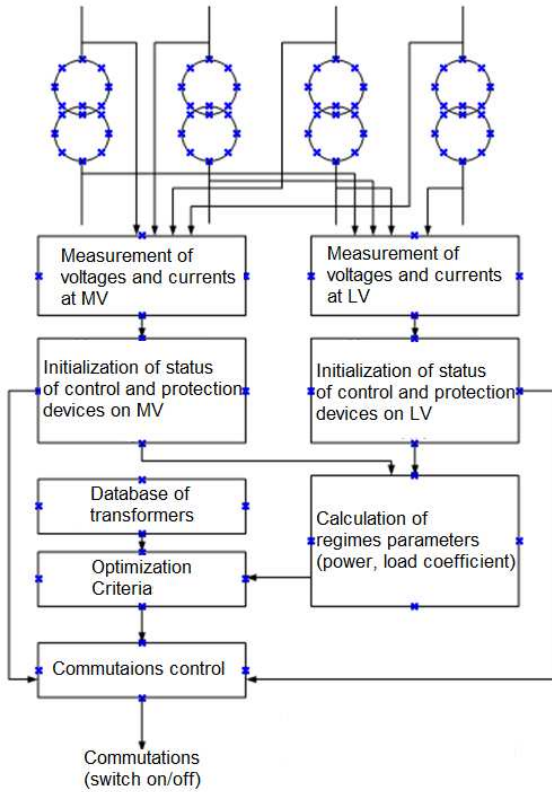 Measurement of
voltages and currents
at MV
Measurement of
voltages and currents
at LV
Initialization of status
of control and protection
devices on MV
Initialization of status
of control and protection
devices on LV
Database of
transformers
Calculation of
regimes parameters
(power, load coefficient)
Optimization
Criteria
Commutaions control
Commutations
(switch on/off)